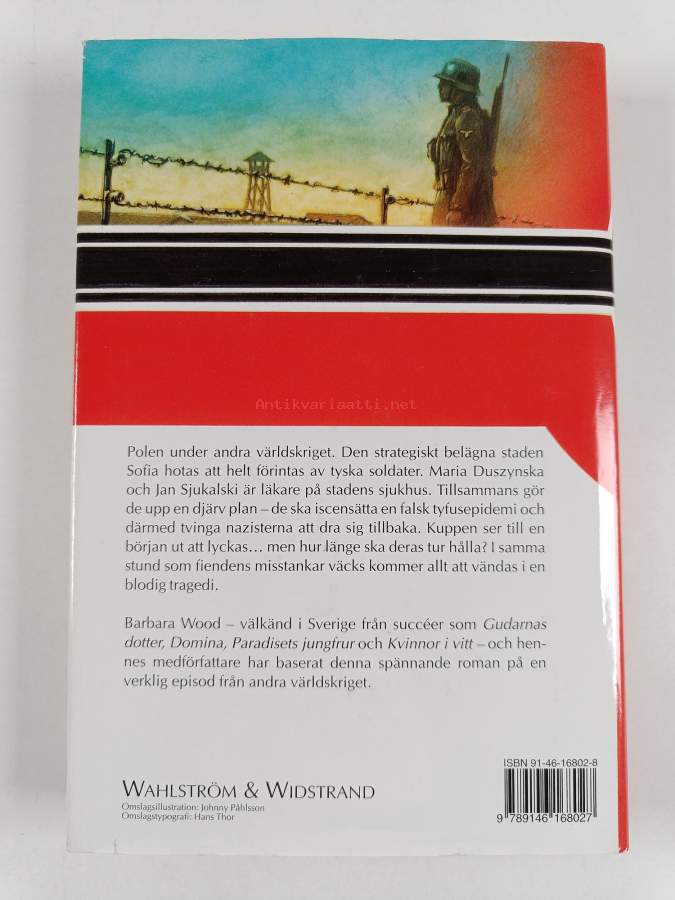 Antikvariaatti.net
Polen under andra världskriget. Den strategiskt belägna staden
Sofia hotas att helt förintas av tyska soldater. Maria Duszynska
och Jan Sjukalski är läkare på stadens sjukhus. Tillsammans gör
de upp en djärv plan – de ska iscensätta en falsk tyfusepidemi och
därmed tvinga nazisterna att dra sig tillbaka. Kuppen ser till en
början ut att lyckas… men hur länge ska deras tur hålla? I samma
stund som fiendens misstankar väcks kommer allt att vändas i en
blodig tragedi.
Barbara Wood – välkänd i Sverige från succéer som Gudarnas
dotter, Domina, Paradisets jungfrur och Kvinnor i vitt – och hen-
nes medförfattare har baserat denna spännande roman på en
verklig episod från andra världskriget.
ISBN 91-46-16802-8
WAHLSTRÖM & WIDSTRAND
Omslagsillustration: Johnny Påhlsson
Omslagstypografi: Hans Thor
9 789146 168027